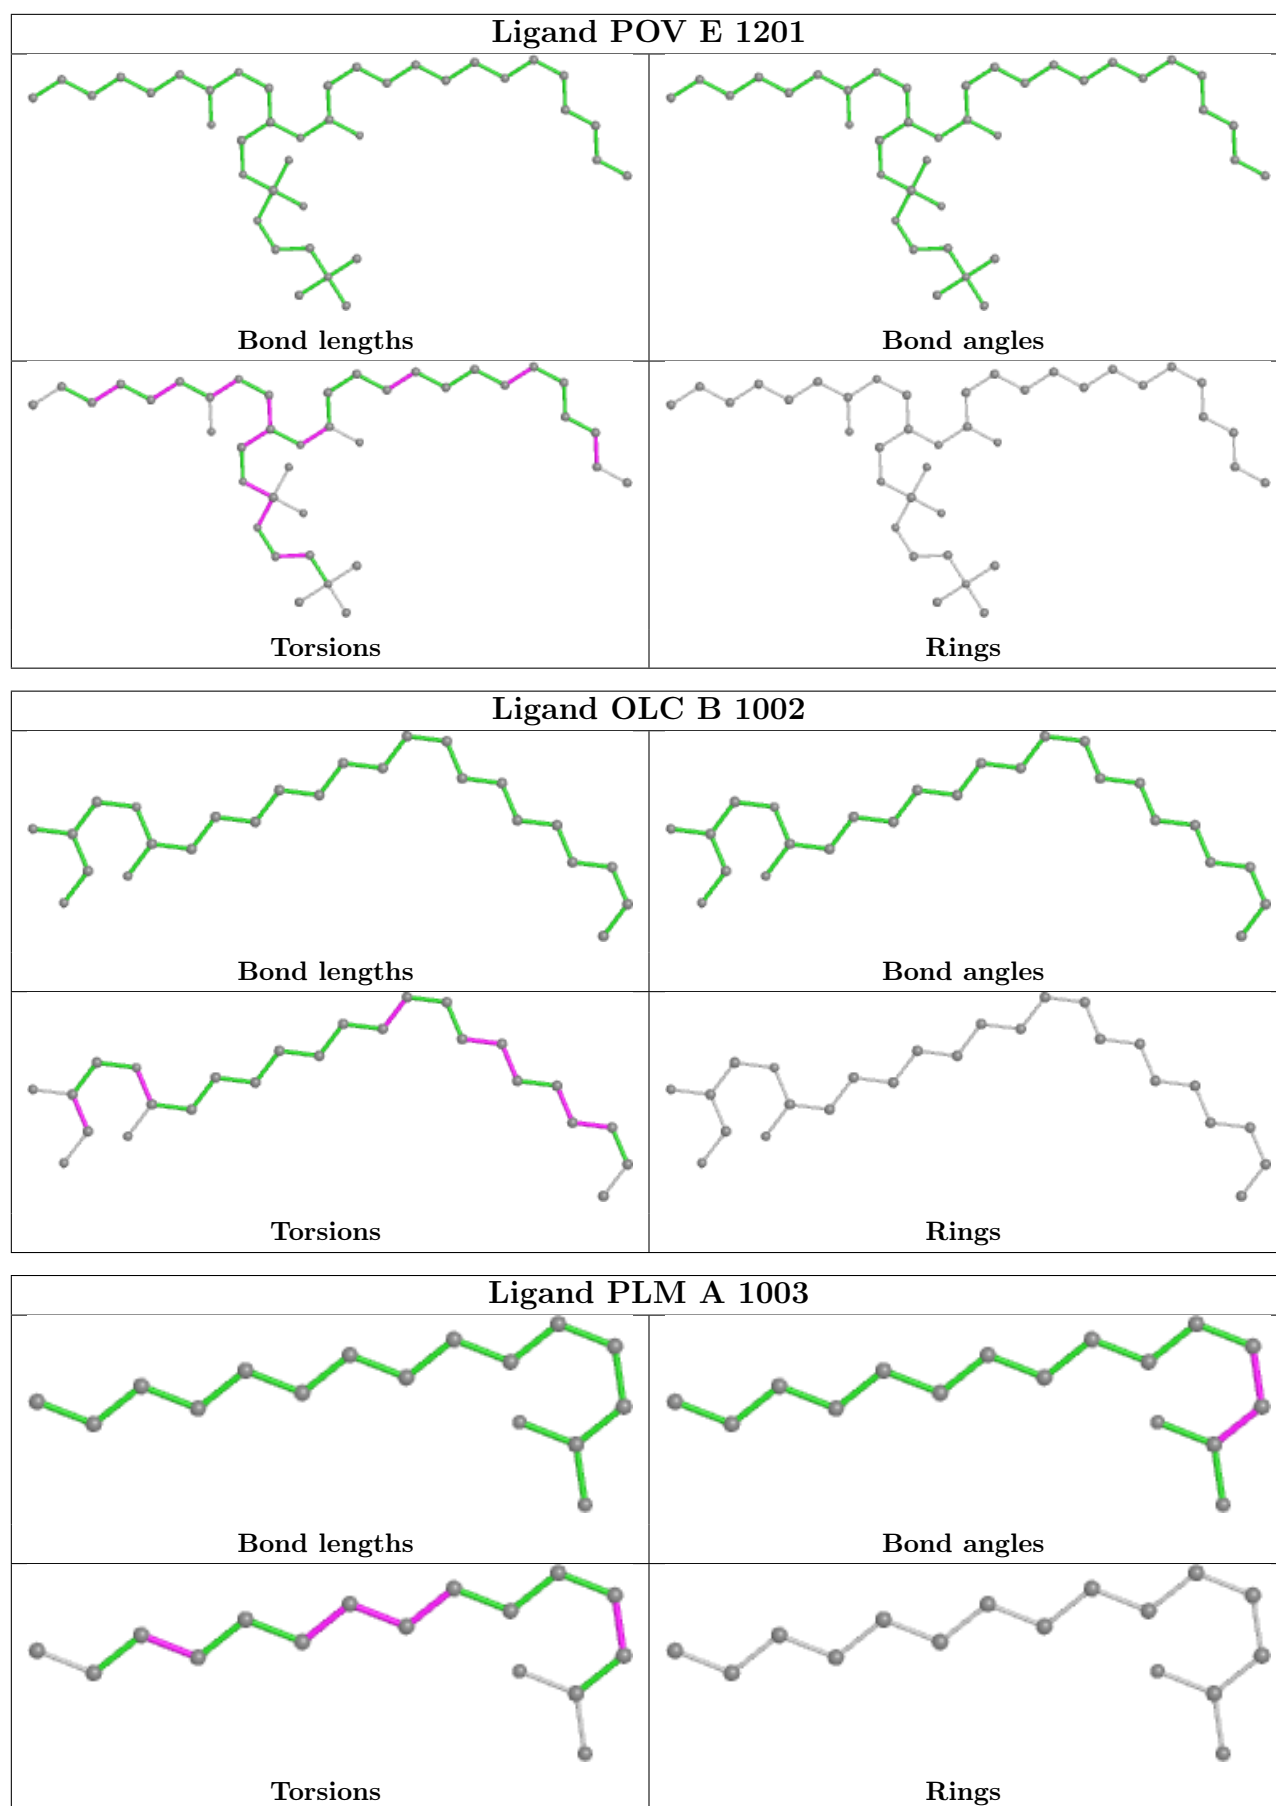 Ligand POV E 1201
Bond lengths
Bond angles
Torsions
Rings
Ligand OLC B 1002
Bond lengths
Bond angles
Torsions
Rings
Ligand PLM A 1003
Bond lengths
Bond angles
Torsions
Rings